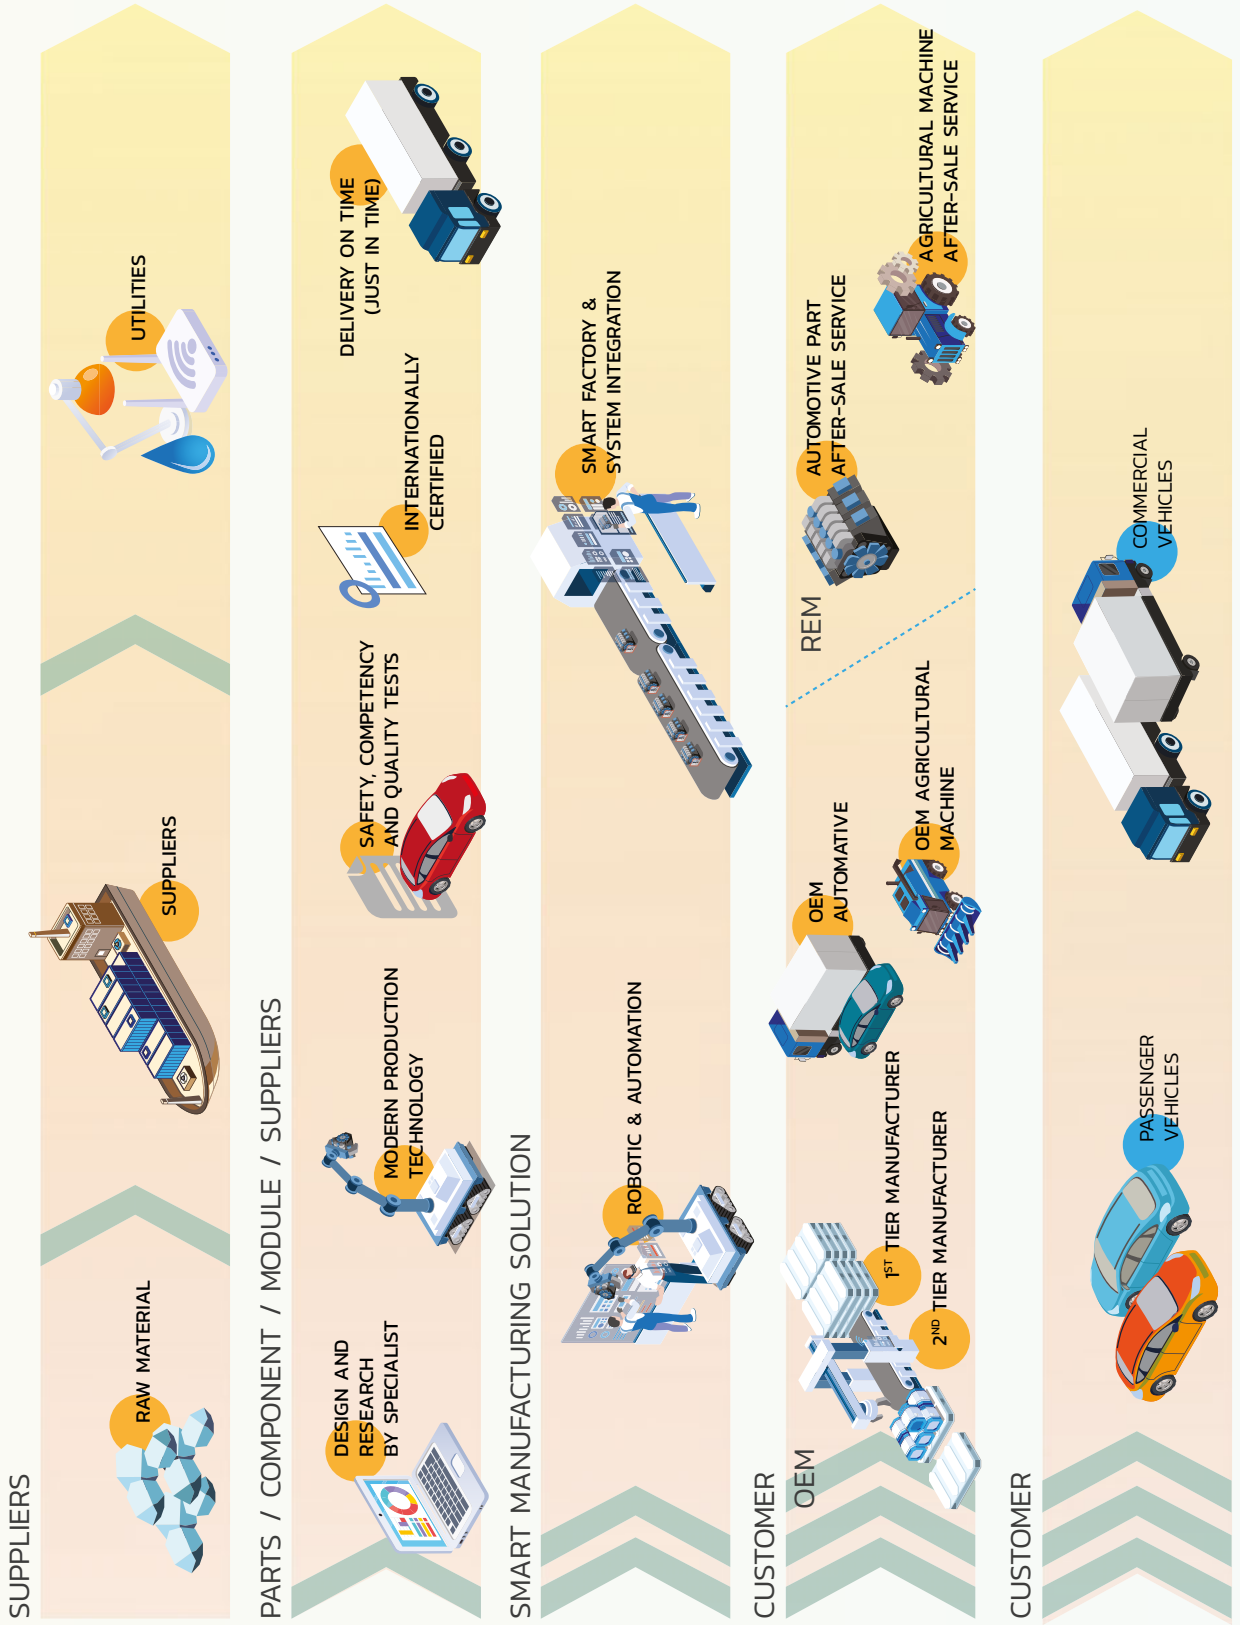 SUPPLIERS
RAW MATERIAL
SUPPLIERS
UTILITIES
PARTS / COMPONENT / MODULE / SUPPLIERS
DESIGN AND
RESEARCH
BY SPECIALIST
MODERN PRODUCTION
TECHNOLOGY
SAFETY, COMPETENCY
AND QUALITY TESTS
INTERNATIONALLY
CERTIFIED
DELIVERY ON TIME
(JUST IN TIME)
SMART MANUFACTURING SOLUTION
ROBOTIC & AUTOMATION
SMART FACTORY &
SYSTEM INTEGRATION
CUSTOMER
OEM
1ST TIER MANUFACTURER
2ND TIER MANUFACTURER
OEM
AUTOMATIVE
OEM AGRICULTURAL
MACHINE
REM
AUTOMOTIVE PART
AFTER-SALE SERVICE
AGRICULTURAL MACHINE
AFTER-SALE SERVICE
CUSTOMER
PASSENGER
VEHICLES
COMMERCIAL
VEHICLES